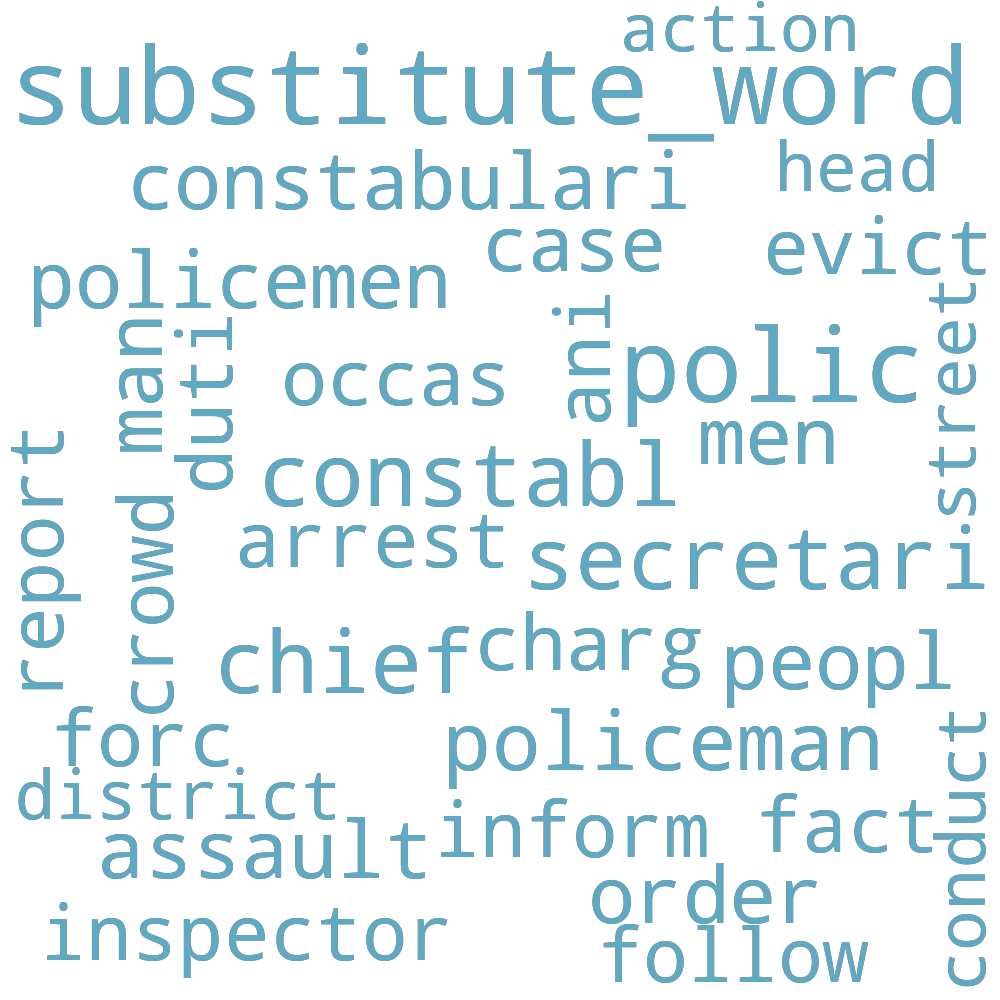 action
substitute_word
constabulari
head
case
evict
policemen
man
duti
occas
ani
polic
street
men
report
crowd
constabl
arrest
secretari
chief
charg
peopl
forc
policeman
conduct
district
assault
inform
fact
order
inspector
follow